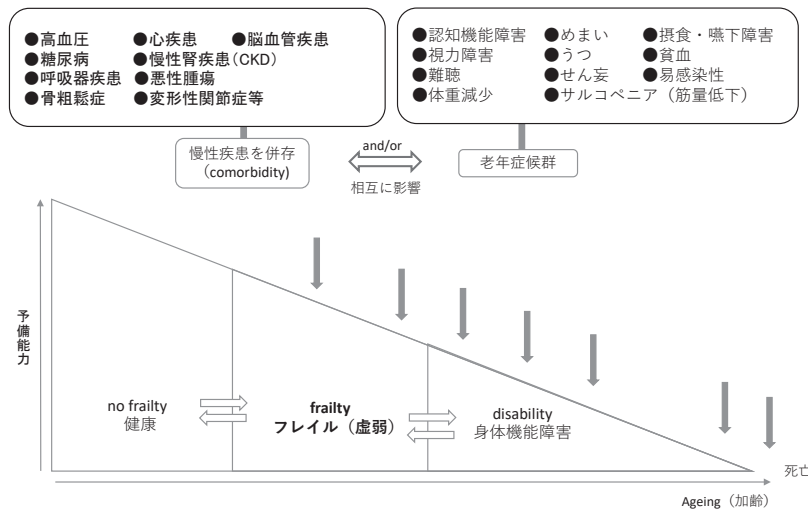 ●高血圧 ●心疾患 ●脳血管疾患
●糖尿病 ●慢性腎疾患(CKD)
●呼吸器疾患 ●悪性腫瘍
●骨粗鬆症 ●変形性関節症等
●認知機能障害 ●めまい ●摂食・嚥下障害
●視力障害 ●うつ ●貧血
●難聴 ●せん妄 ●易感染性
●体重減少 ●サルコペニア（筋量低下）
慢性疾患を併存
（comorbidity)
and/or
相互に影響
老年症候群
予備能力
no frailty
健康
frailty
フレイル（虚弱）
disability
身体機能障害
死亡
Ageing（加齢）